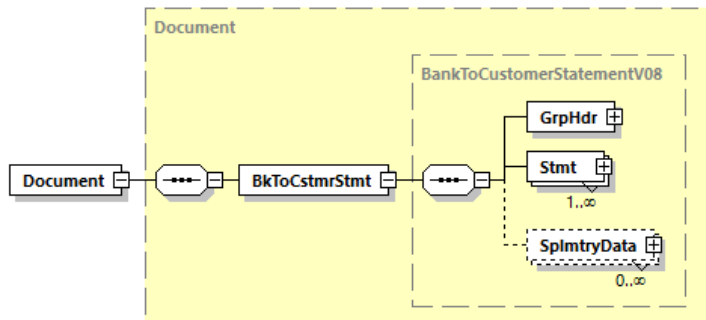 Document
BankToCustomerStatementV08
GrpHdr
Document
BkToCstmrStmt
Stmt
1..∞
SplmtryData
0..∞